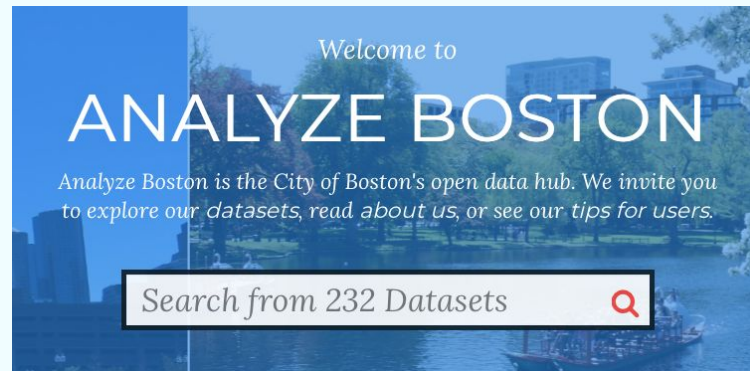 Welcome to
ANALYZE BOSTON
Analyze Boston is the City of Boston's open data hub. We invite you
to explore our datasets, read about us, or see our tips for users.
Search from 232 Datasets